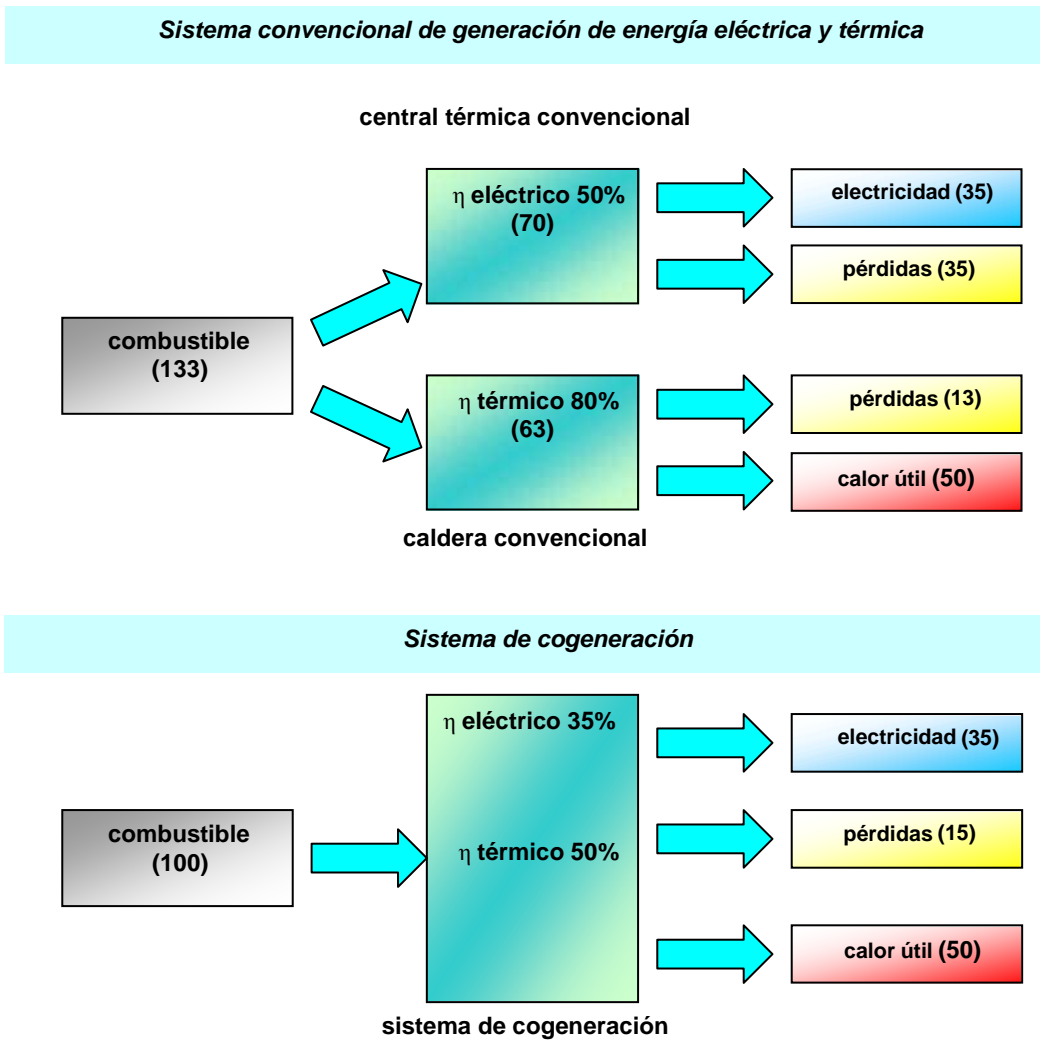 Sistema convencional de generación de energía eléctrica y térmica
central térmica convencional
η eléctrico 50%
(70)
electricidad (35)
pérdidas (35)
combustible
(133)
η térmico 80%
(63)
pérdidas (13)
calor útil (50)
caldera convencional
Sistema de cogeneración
η eléctrico 35%
electricidad (35)
combustible
(100)
η térmico 50%
pérdidas (15)
calor útil (50)
sistema de cogeneración